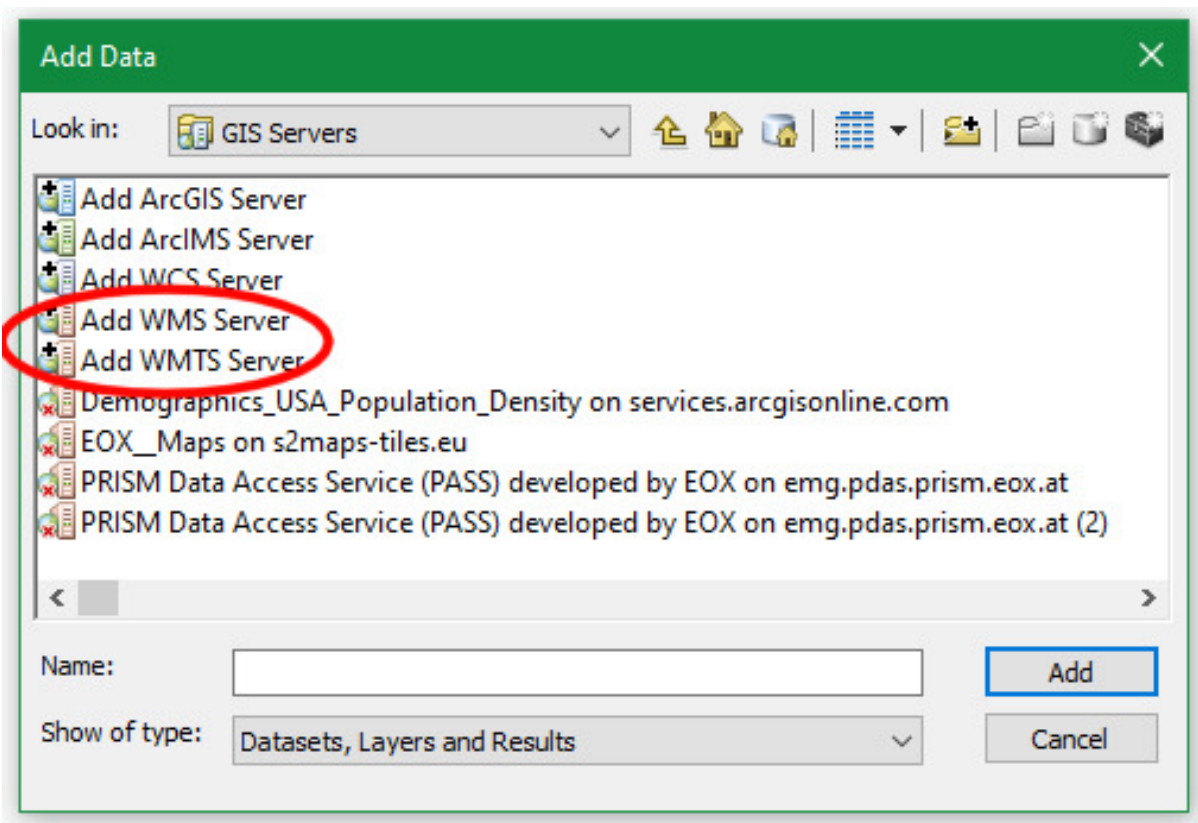 Add Data
Look in: GIS Servers
Add ArcGIS Server
Add ArcIMS Server
Add WCS Server
Add WMS Server
Add WMTS Server
Demographics_USA_Population_Density on services.arcgisonline.com
EOX__Maps on s2maps-tiles.eu
PRISM Data Access Service (PASS) developed by EOX on emg.pdas.prism.eox.at
PRISM Data Access Service (PASS) developed by EOX on emg.pdas.prism.eox.at (2)
Name: Add
Show of type: Datasets, Layers and Results Cancel